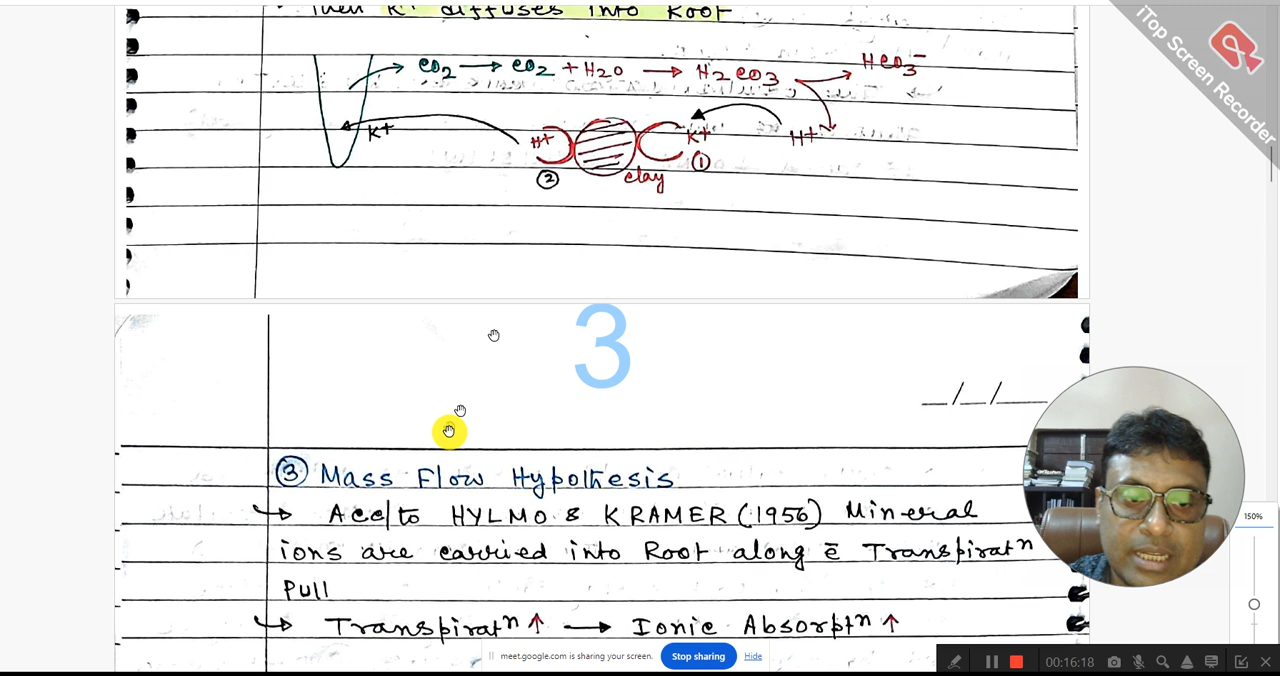 Then K+ diffuses into Root
CO2 → CO2 + H2O → H2CO3 → HCO3-
K+
H+
K+
H+
①
②
clay
3
_/_/_
③ Mass Flow Hypothesis
↳ Acc/to HYLMO & KRAMER (1956) Mineral
ions are carried into Root along c̄ Transpiratn
Pull
↳ Transpiratn ↑ → Ionic Absorptn ↑
iTop Screen Recorder
150%
meet.google.com is sharing your screen.
Stop sharing
Hide
00:16:18